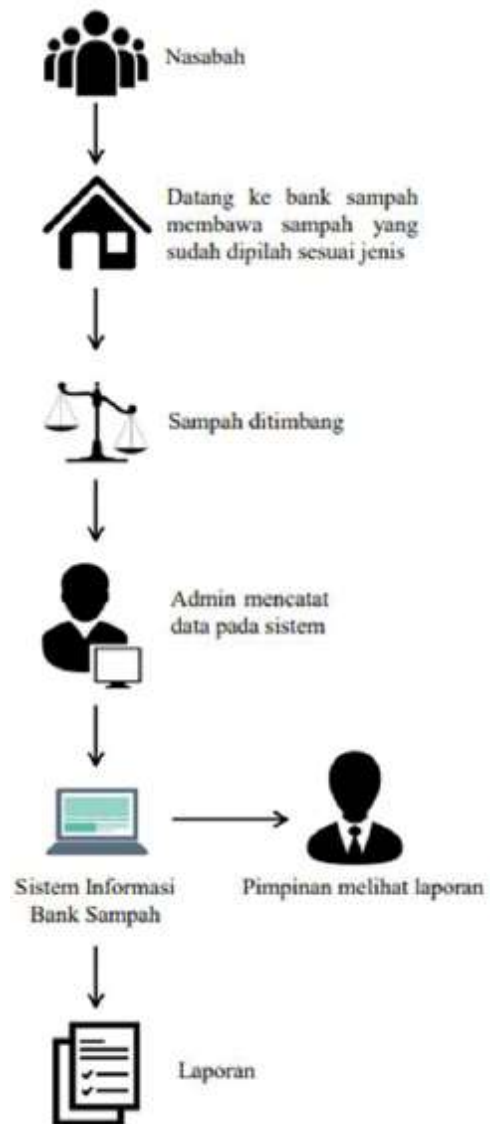 Nasabah
Datang ke bank sampah
membawa sampah yang
sudah dipilah sesuai jenis
Sampah ditimbang
Admin mencatat
data pada sistem
Sistem Informasi
Bank Sampah
Pimpinan melihat laporan
Laporan